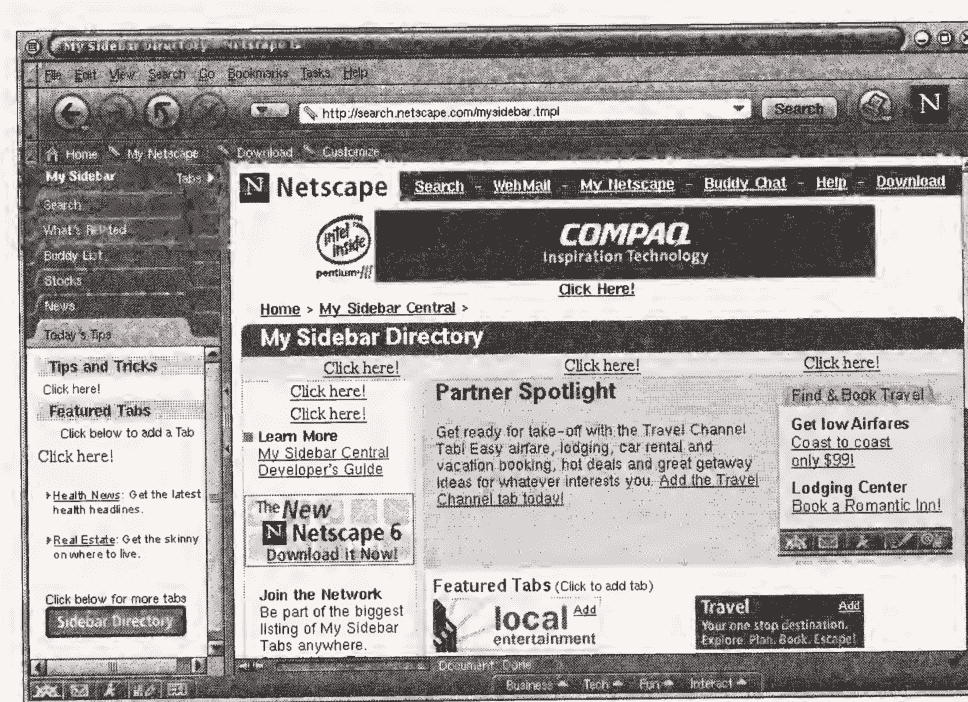 My Sidebar Directory - Netscape 6
File Edit View Search Go Bookmarks Tasks Help
http://search.netscape.com/mysidebar.tmpl
Search
N
Home My Netscape Download Customize
My Sidebar Tabs
Search
What's Related
Buddy List
Stocks
News
Today's Tips
Tips and Tricks
Click here!
Featured Tabs
Click below to add a Tab
Click here!
Health News: Get the latest
health headlines.
Real Estate: Get the skinny
on where to live.
Click below for more tabs
Sidebar Directory
N Netscape
Search - WebMail - My Netscape - Buddy Chat - Help - Download
intel
inside
pentium III
COMPAQ
Inspiration Technology
Click Here!
Home > My Sidebar Central >
My Sidebar Directory
Click here! Click here! Click here!
Click here!
Click here!
Learn More
My Sidebar Central
Developer's Guide
The New
N Netscape 6
Download it Now!
Join the Network
Be part of the biggest
listing of My Sidebar
Tabs anywhere.
Partner Spotlight
Get ready for take-off with the Travel Channel
Tab! Easy airfare, lodging, car rental and
vacation booking, hot deals and great getaway
ideas for whatever interests you. Add the Travel
Channel tab today!
Find & Book Travel
Get low Airfares
Coast to coast
only $99!
Lodging Center
Book a Romantic Inn!
Featured Tabs (Click to add tab)
local Add
entertainment
Travel Add
Your one stop destination.
Explore. Plan. Book. Escape!
Document: Done
Business Tech Fun Interact